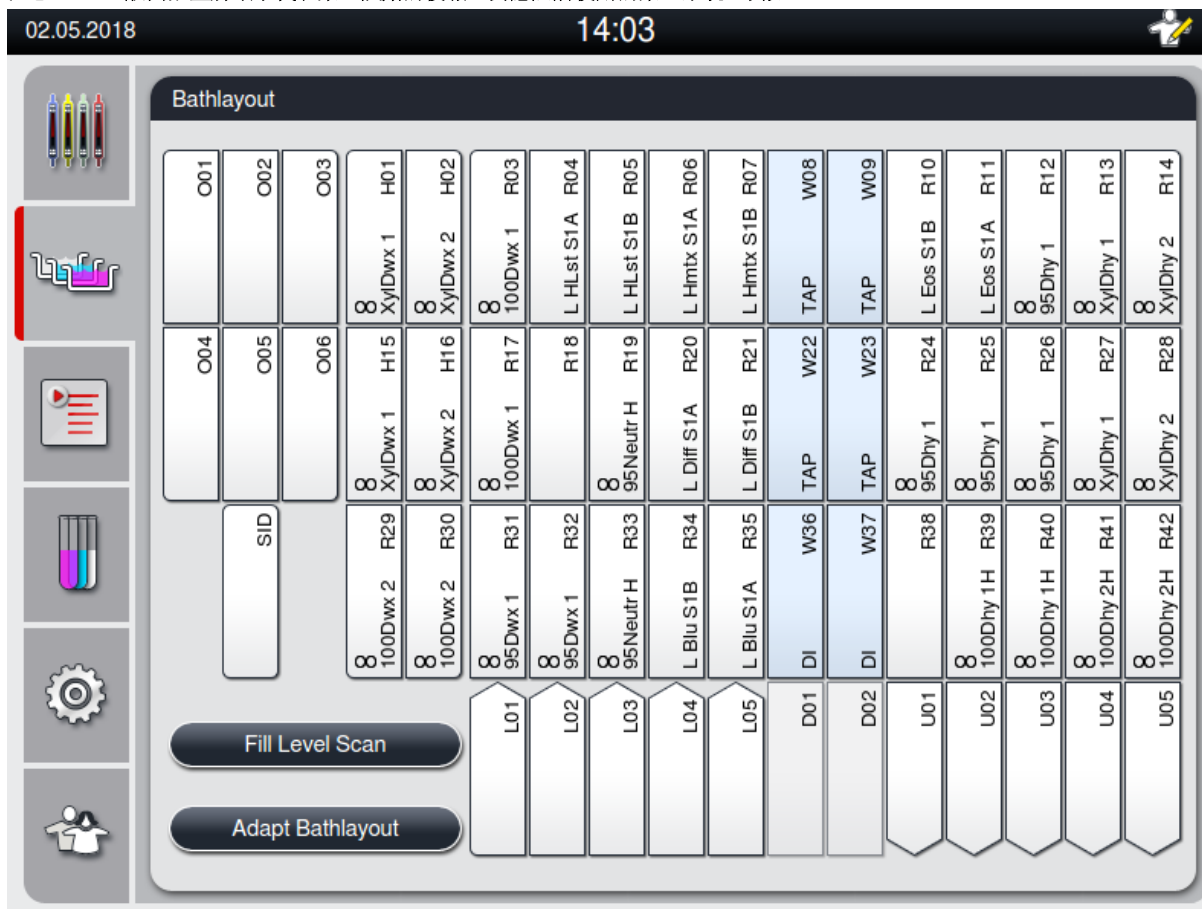 02.05.2018
14:03
Bathlayout
O01
O02
O03
H01 ∞ XylDwx 1
H02 ∞ XylDwx 2
R03 ∞ 100Dwx 1
R04 L HLst S1A
R05 L HLst S1B
R06 L Hmtx S1A
R07 L Hmtx S1B
W08 TAP
W09 TAP
R10 L Eos S1B
R11 L Eos S1A
R12 ∞ 95Dhy 1
R13 ∞ XylDhy 1
R14 ∞ XylDhy 2
O04
O05
O06
H15 ∞ XylDwx 1
H16 ∞ XylDwx 2
R17 ∞ 100Dwx 1
R18
R19 ∞ 95Neutr H
R20 L Diff S1A
R21 L Diff S1B
W22 TAP
W23 TAP
R24 ∞ 95Dhy 1
R25 ∞ 95Dhy 1
R26 ∞ 95Dhy 1
R27 ∞ XylDhy 1
R28 ∞ XylDhy 2
SID
R29 ∞ 100Dwx 2
R30 ∞ 100Dwx 2
R31 ∞ 95Dwx 1
R32 ∞ 95Dwx 1
R33 ∞ 95Neutr H
R34 L Blu S1B
R35 L Blu S1A
W36 DI
W37 DI
R38
R39 ∞ 100Dhy 1H
R40 ∞ 100Dhy 1H
R41 ∞ 100Dhy 2H
R42 ∞ 100Dhy 2H
L01
L02
L03
L04
L05
D01
D02
U01
U02
U03
U04
U05
Fill Level Scan
Adapt Bathlayout